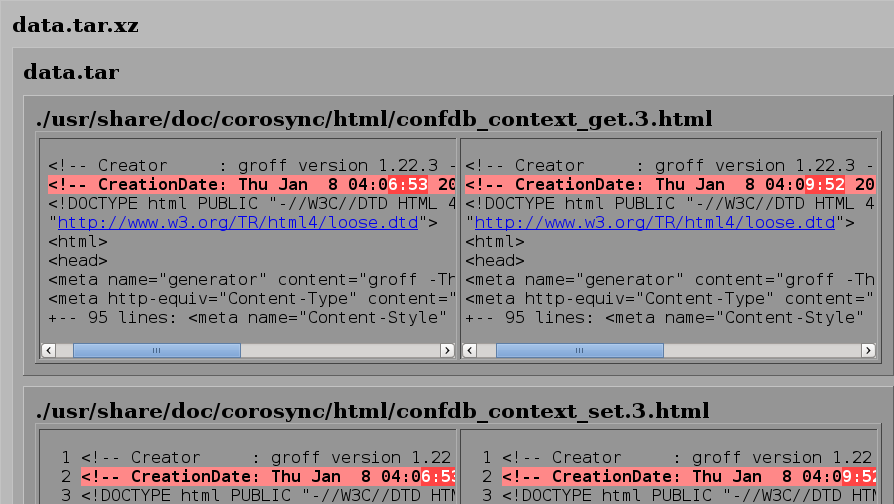 data.tar.xz
data.tar
./usr/share/doc/corosync/html/confdb_context_get.3.html
<!-- Creator     : groff version 1.22.3 -
<!-- CreationDate: Thu Jan  8 04:06:53 20
<!DOCTYPE html PUBLIC "-//W3C//DTD HTML 4
"http://www.w3.org/TR/html4/loose.dtd">
<html>
<head>
<meta name="generator" content="groff -Th
<meta http-equiv="Content-Type" content="
+-- 95 lines: <meta name="Content-Style"
<!-- Creator     : groff version 1.22.3 -
<!-- CreationDate: Thu Jan  8 04:09:52 20
<!DOCTYPE html PUBLIC "-//W3C//DTD HTML 4
"http://www.w3.org/TR/html4/loose.dtd">
<html>
<head>
<meta name="generator" content="groff -Th
<meta http-equiv="Content-Type" content="
+-- 95 lines: <meta name="Content-Style"
./usr/share/doc/corosync/html/confdb_context_set.3.html
1 <!-- Creator     : groff version 1.22
2 <!-- CreationDate: Thu Jan  8 04:06:53
3 <!DOCTYPE html PUBLIC "-//W3C//DTD HTM
1 <!-- Creator     : groff version 1.22
2 <!-- CreationDate: Thu Jan  8 04:09:52
3 <!DOCTYPE html PUBLIC "-//W3C//DTD HTM